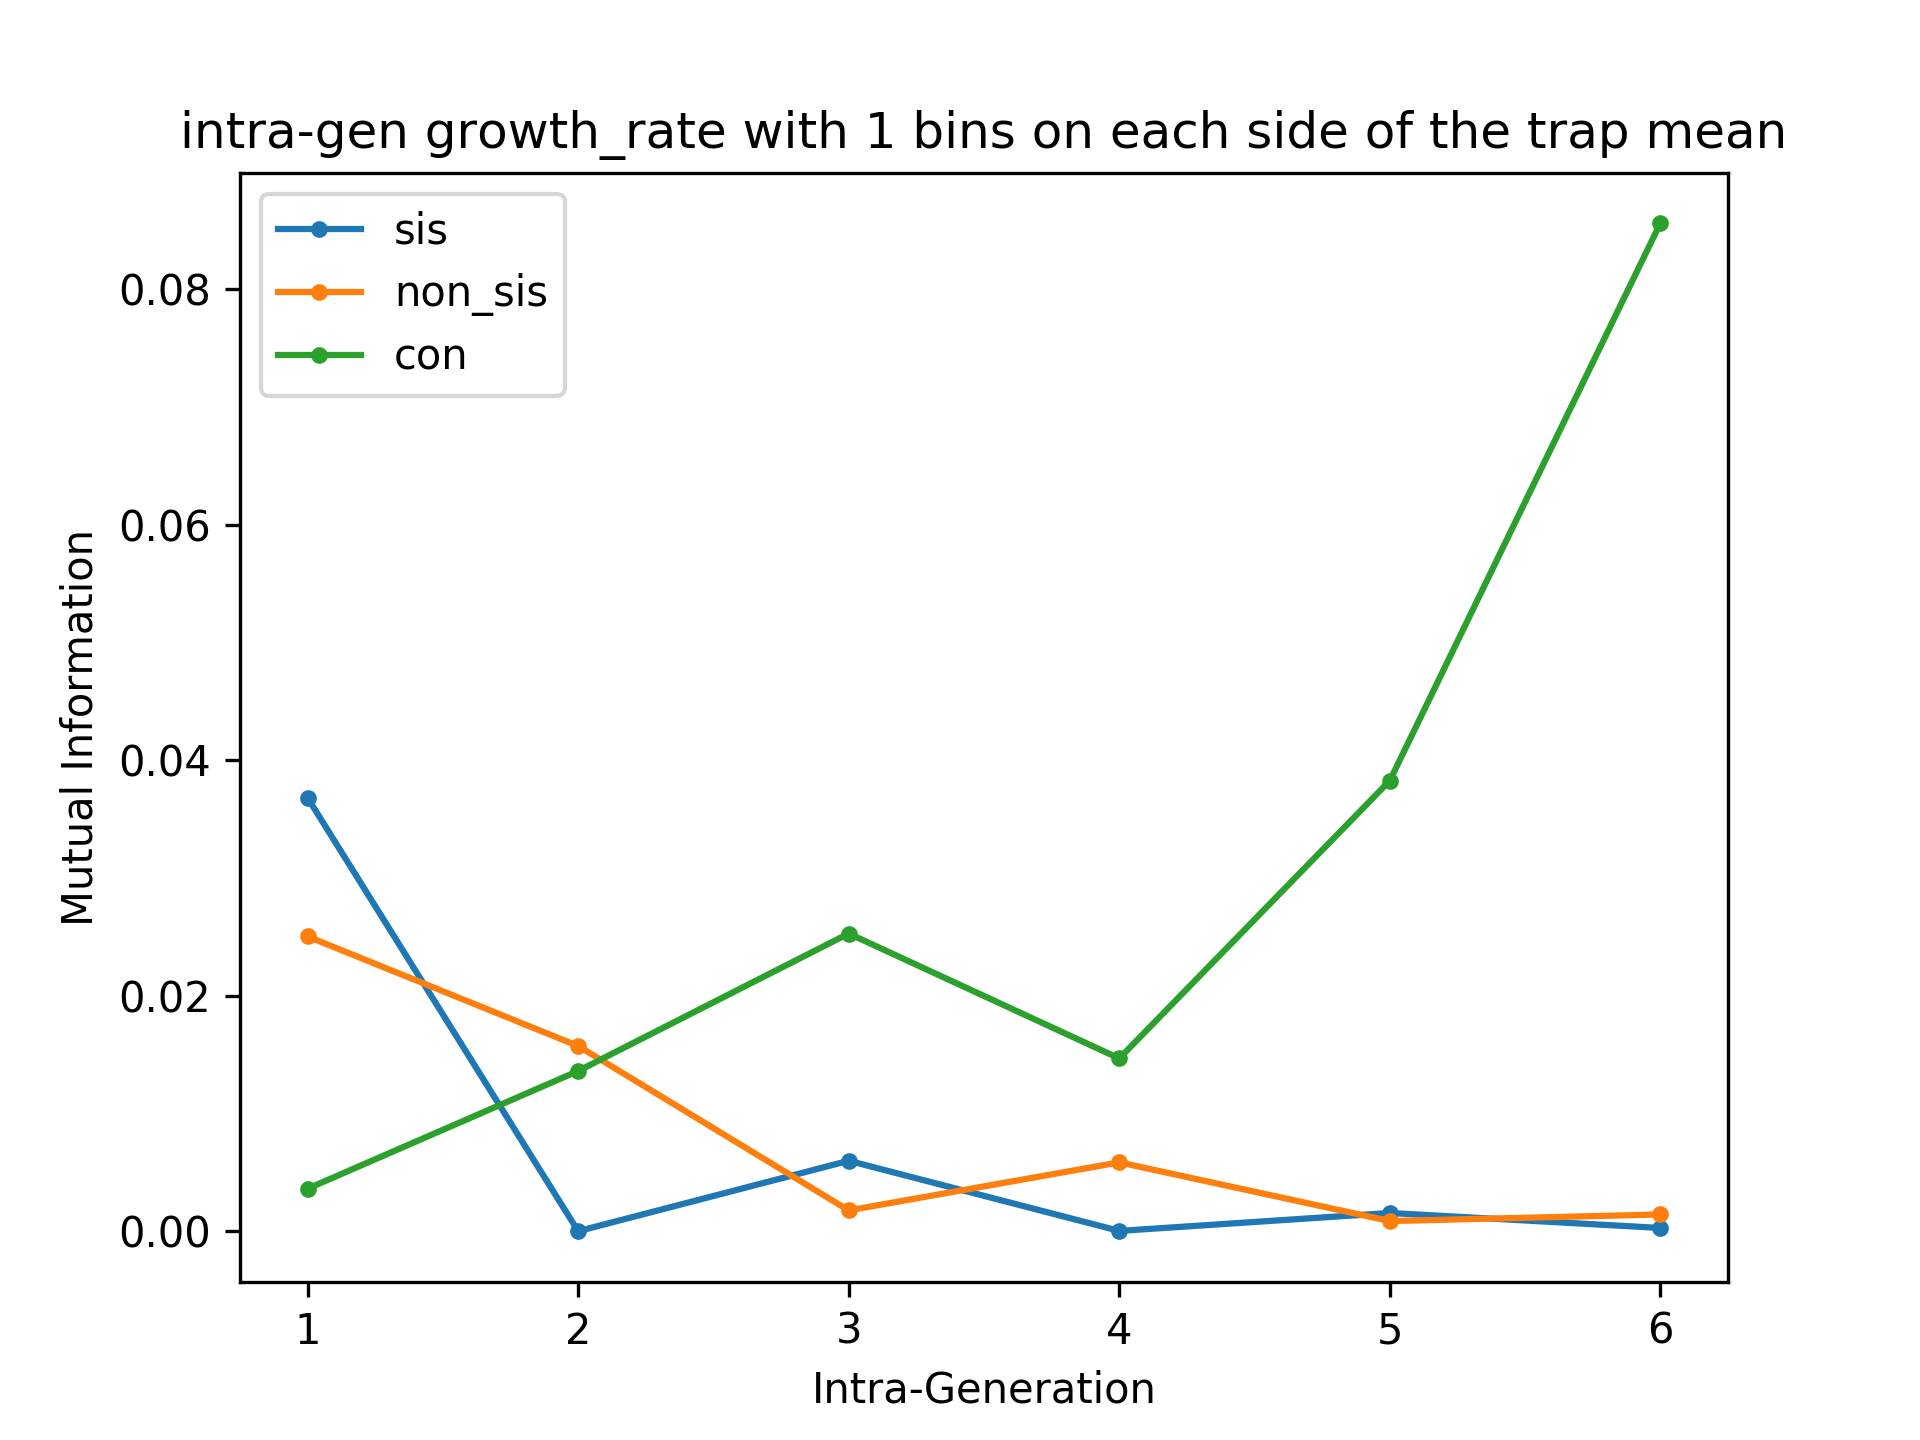 intra-gen growth_rate with 1 bins on each side of the trap mean
sis
non_sis
con
0.08
0.06
0.04
0.02
0.00
Mutual Information
1 2 3 4 5 6
Intra-Generation